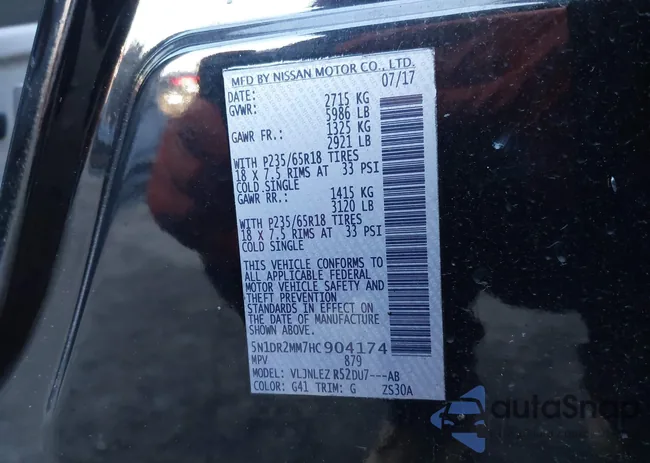 MFD BY NISSAN MOTOR CO., LTD.
DATE: 07/17
GVWR: 2715 KG
5986 LB
GAWR FR.: 1325 KG
2921 LB
WITH P235/65R18 TIRES
18 X 7.5 RIMS AT 33 PSI
COLD SINGLE
GAWR RR.: 1415 KG
3120 LB
WITH P235/65R18 TIRES
18 X 7.5 RIMS AT 33 PSI
COLD SINGLE
THIS VEHICLE CONFORMS TO
ALL APPLICABLE FEDERAL
MOTOR VEHICLE SAFETY AND
THEFT PREVENTION
STANDARDS IN EFFECT ON
THE DATE OF MANUFACTURE
SHOWN ABOVE.
5N1DR2MM7HC904174
MPV 879
MODEL: VLJNLEZ R52DU7---AB
COLOR: G41 TRIM: G ZS30A
autoSnap